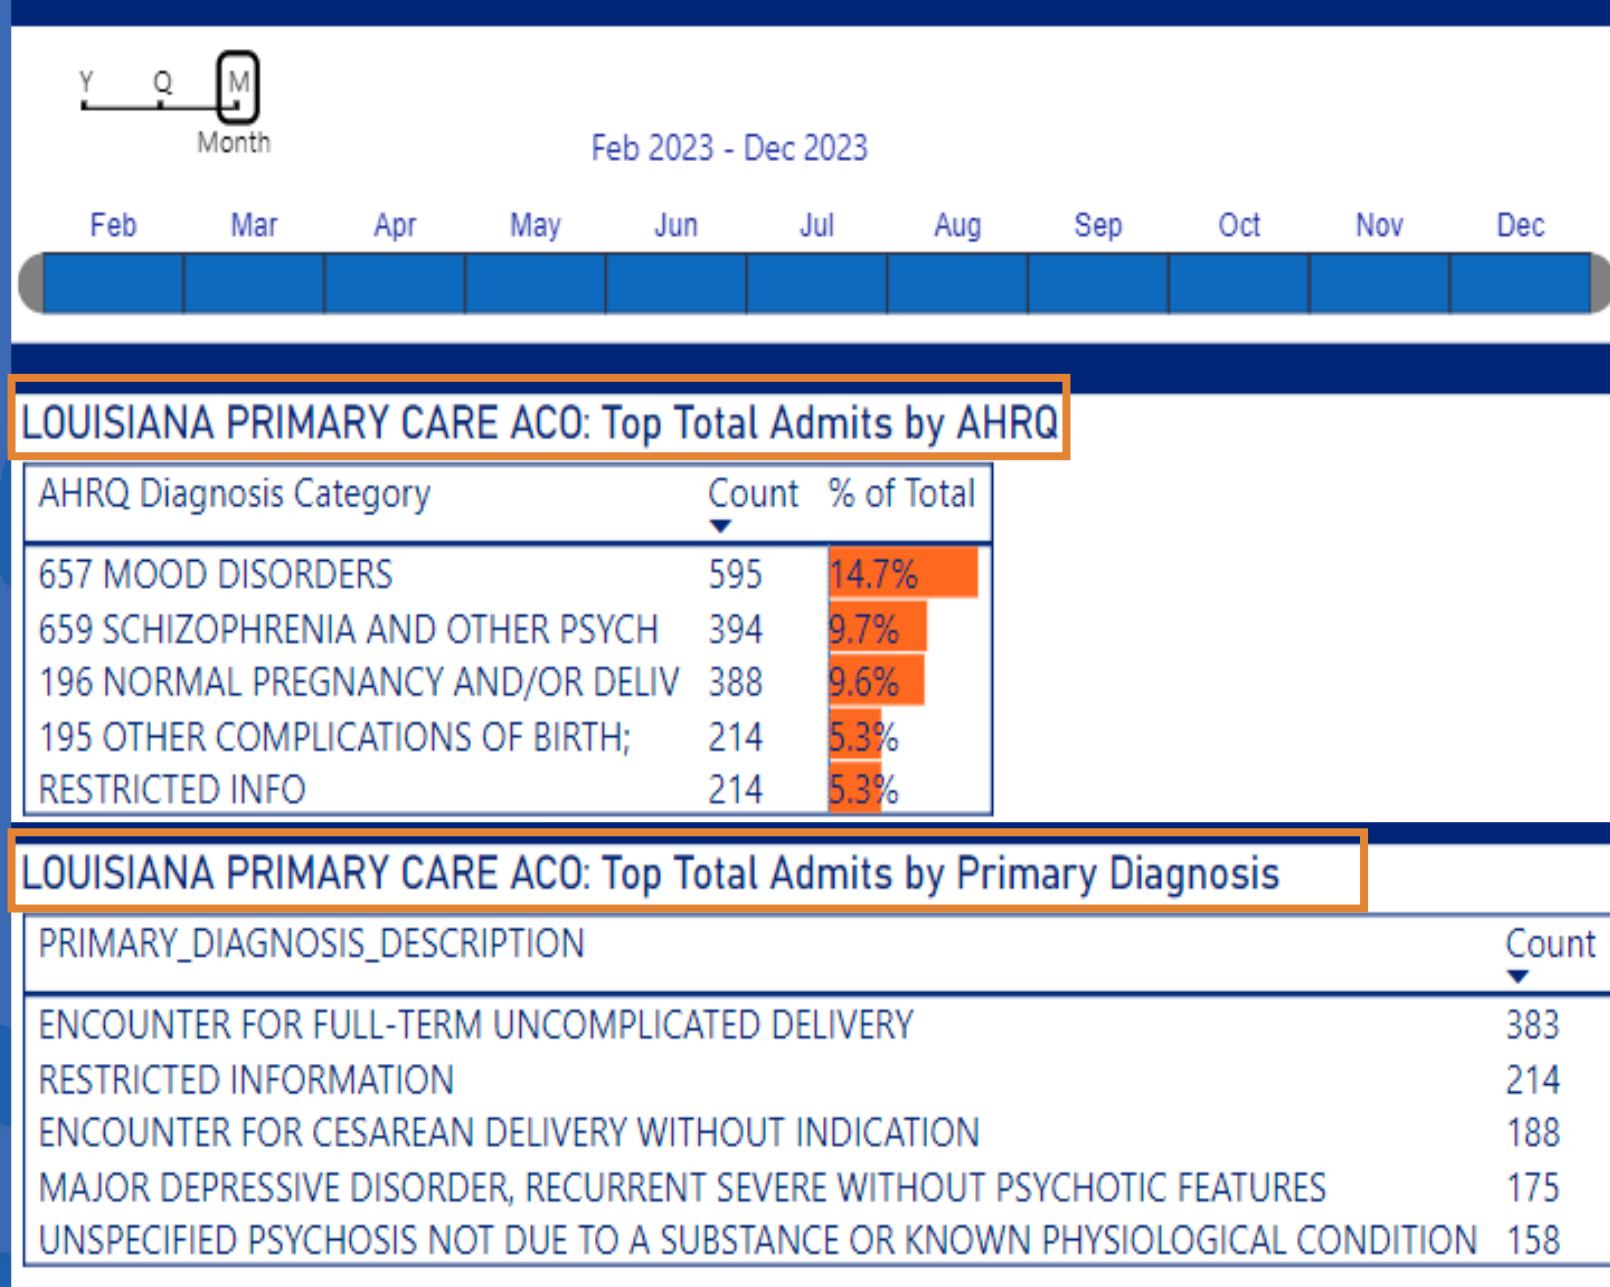 Y Q M
Month
Feb 2023 - Dec 2023
Feb Mar Apr May Jun Jul Aug Sep Oct Nov Dec
LOUISIANA PRIMARY CARE ACO: Top Total Admits by AHRQ
AHRQ Diagnosis Category Count % of Total
657 MOOD DISORDERS 595 14.7%
659 SCHIZOPHRENIA AND OTHER PSYCH 394 9.7%
196 NORMAL PREGNANCY AND/OR DELIV 388 9.6%
195 OTHER COMPLICATIONS OF BIRTH; 214 5.3%
RESTRICTED INFO 214 5.3%
LOUISIANA PRIMARY CARE ACO: Top Total Admits by Primary Diagnosis
PRIMARY_DIAGNOSIS_DESCRIPTION Count
ENCOUNTER FOR FULL-TERM UNCOMPLICATED DELIVERY 383
RESTRICTED INFORMATION 214
ENCOUNTER FOR CESAREAN DELIVERY WITHOUT INDICATION 188
MAJOR DEPRESSIVE DISORDER, RECURRENT SEVERE WITHOUT PSYCHOTIC FEATURES 175
UNSPECIFIED PSYCHOSIS NOT DUE TO A SUBSTANCE OR KNOWN PHYSIOLOGICAL CONDITION 158